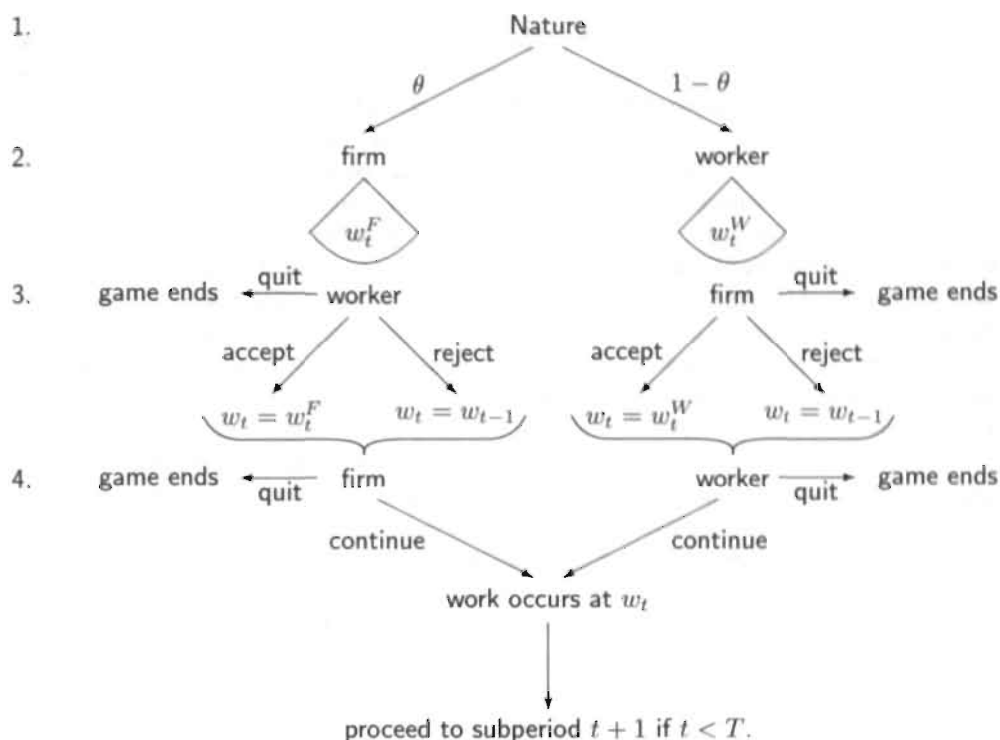 1. Nature
θ 1 − θ
2. firm worker
w_t^F w_t^W
3. game ends quit worker firm quit game ends
accept reject accept reject
w_t = w_t^F w_t = w_{t−1} w_t = w_t^W w_t = w_{t−1}
4. game ends quit firm worker quit game ends
continue continue
work occurs at w_t
proceed to subperiod t + 1 if t < T.